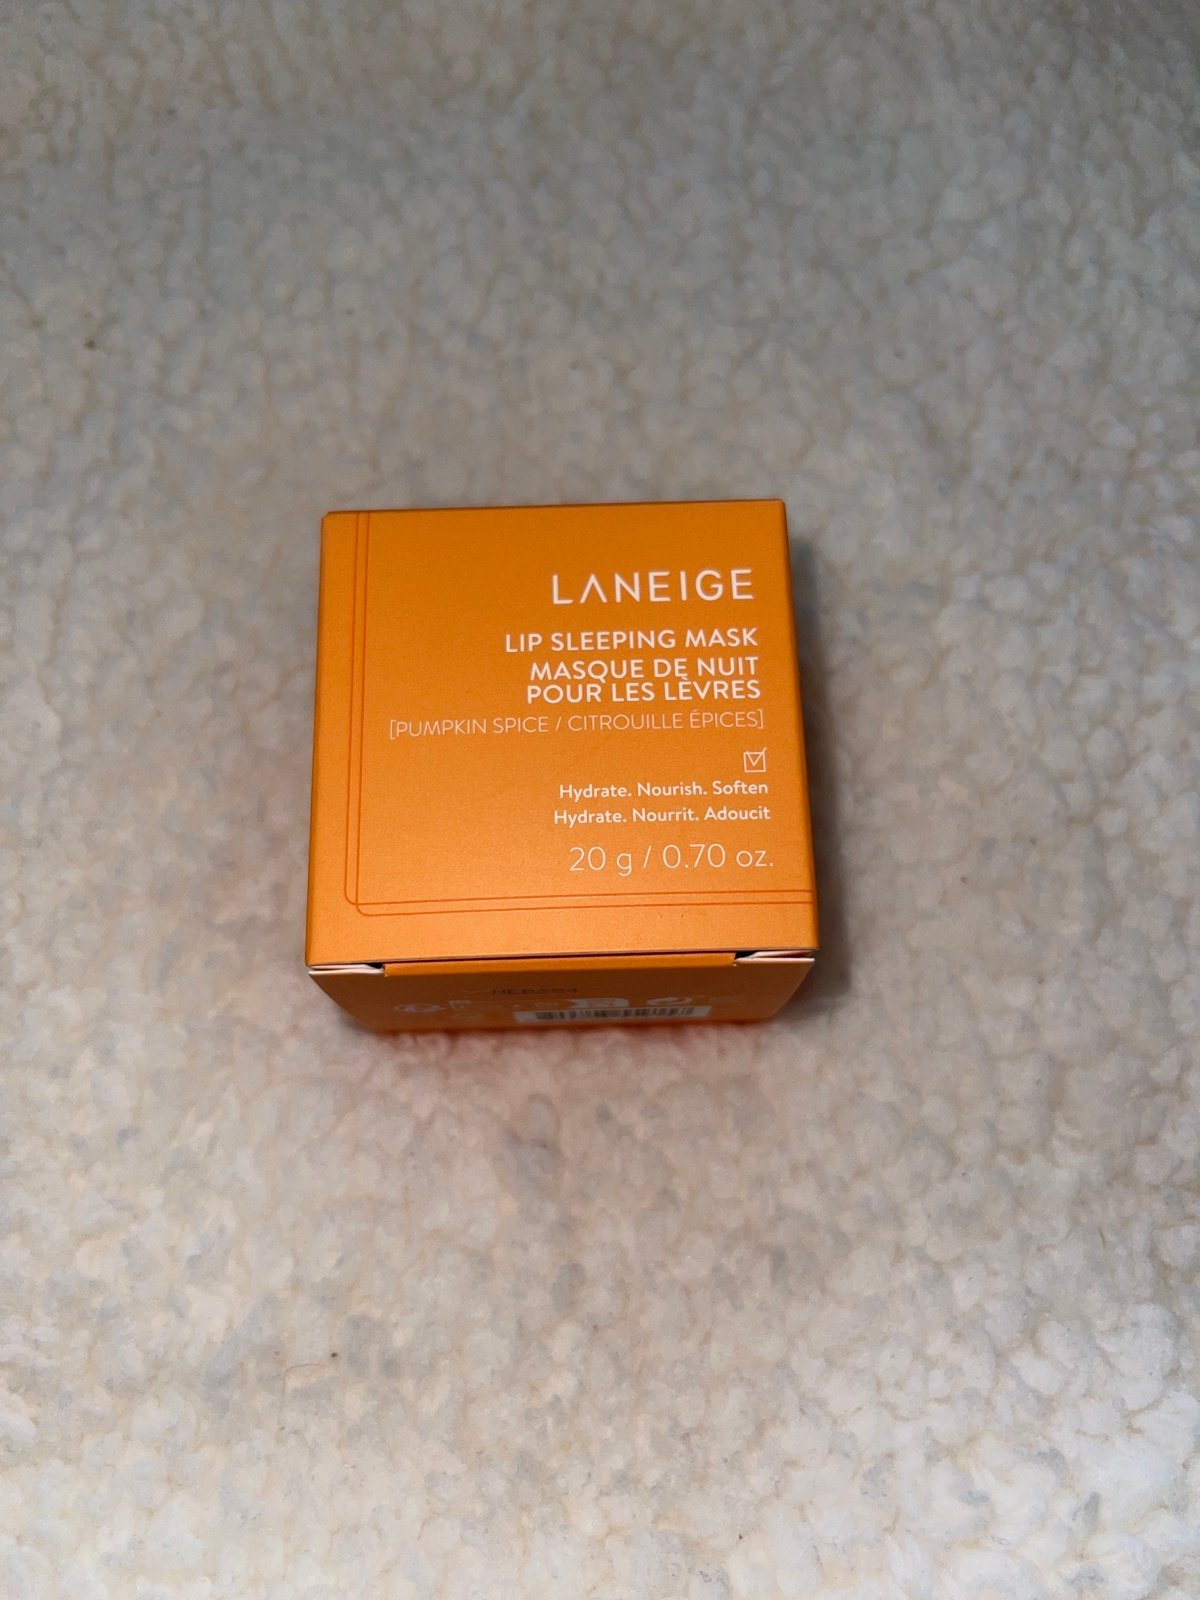 LANEIGE
LIP SLEEPING MASK
MASQUE DE NUIT
POUR LES LÈVRES
[PUMPKIN SPICE / CITROUILLE ÉPICES]
Hydrate. Nourish. Soften
Hydrate. Nourrit. Adoucit
20 g / 0.70 oz.